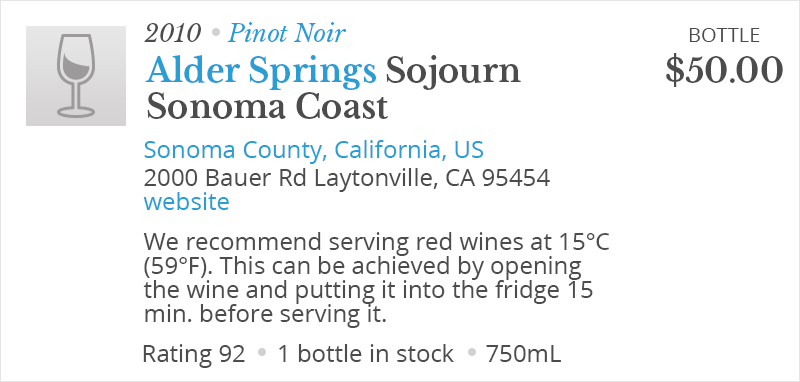 2010 • Pinot Noir
BOTTLE
Alder Springs Sojourn
$50.00
Sonoma Coast
Sonoma County, California, US
2000 Bauer Rd Laytonville, CA 95454
website
We recommend serving red wines at 15°C
(59°F). This can be achieved by opening
the wine and putting it into the fridge 15
min. before serving it.
Rating 92 • 1 bottle in stock • 750mL